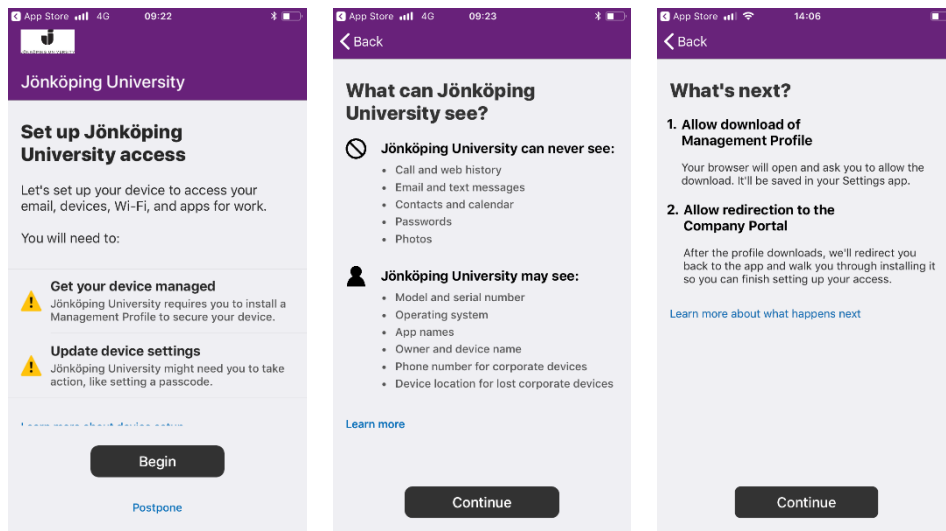 App Store 4G 09:22
JÖNKÖPING UNIVERSITY
Jönköping University
Set up Jönköping
University access
Let's set up your device to access your
email, devices, Wi-Fi, and apps for work.
You will need to:
Get your device managed
Jönköping University requires you to install a
Management Profile to secure your device.
Update device settings
Jönköping University might need you to take
action, like setting a passcode.
Learn more about device setup
Begin
Postpone
App Store 4G 09:23
Back
What can Jönköping
University see?
Jönköping University can never see:
• Call and web history
• Email and text messages
• Contacts and calendar
• Passwords
• Photos
Jönköping University may see:
• Model and serial number
• Operating system
• App names
• Owner and device name
• Phone number for corporate devices
• Device location for lost corporate devices
Learn more
Continue
App Store 14:06
Back
What's next?
1. Allow download of
Management Profile
Your browser will open and ask you to allow the
download. It'll be saved in your Settings app.
2. Allow redirection to the
Company Portal
After the profile downloads, we'll redirect you
back to the app and walk you through installing it
so you can finish setting up your access.
Learn more about what happens next
Continue